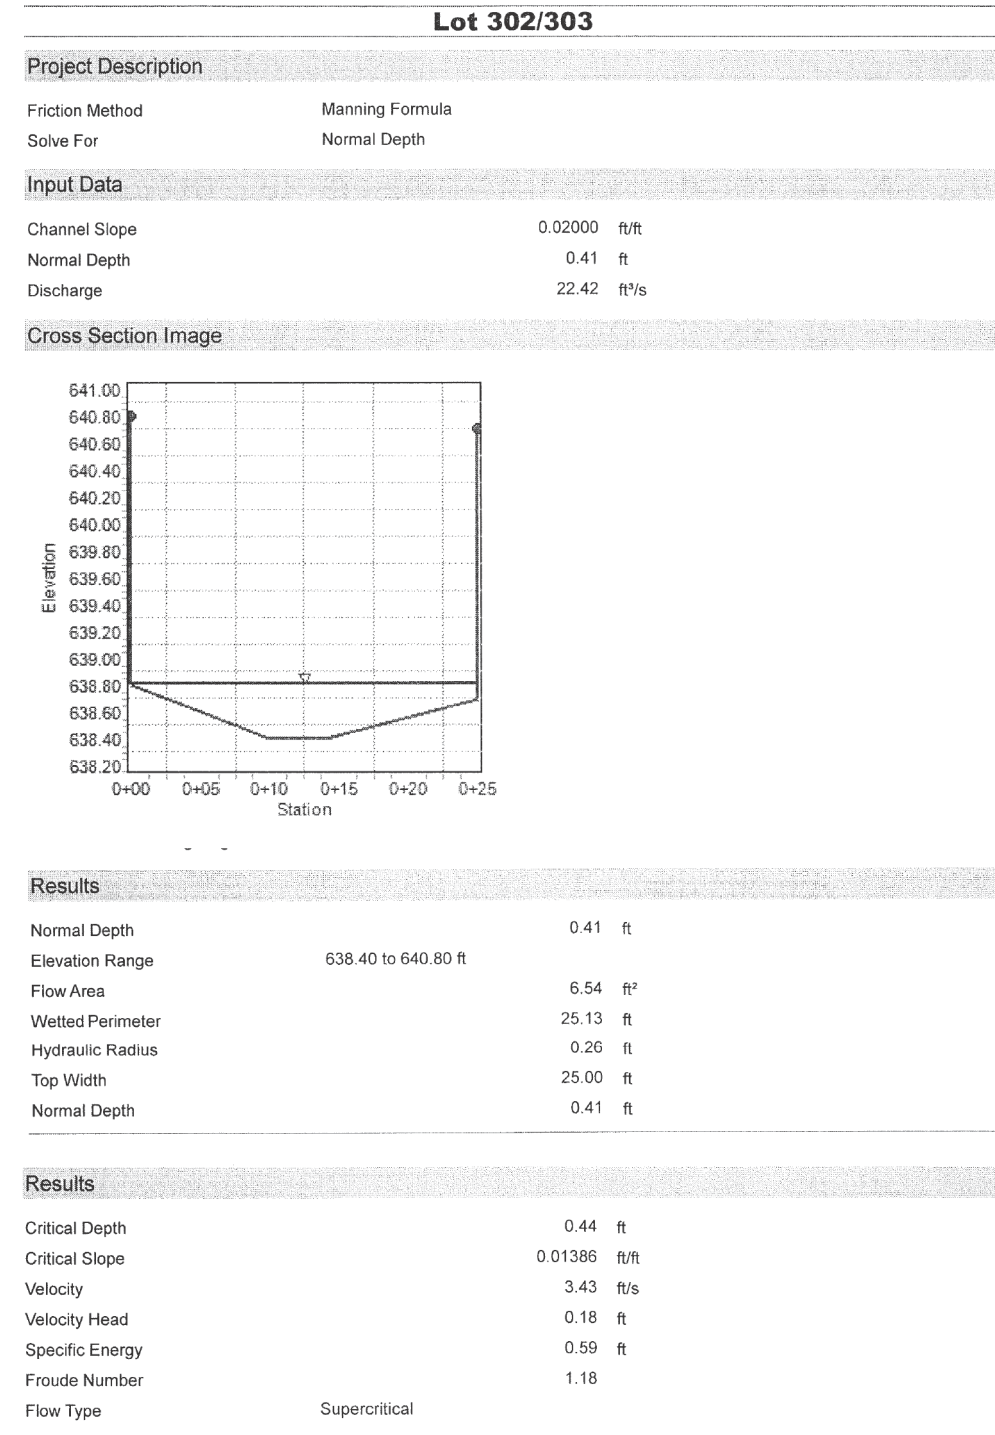 Lot 302/303
Project Description
Friction Method Manning Formula
Solve For Normal Depth
Input Data
Channel Slope 0.02000 ft/ft
Normal Depth 0.41 ft
Discharge 22.42 ft³/s
Cross Section Image
641.00
640.80
640.60
640.40
640.20
640.00
639.80
639.60
639.40
639.20
639.00
638.80
638.60
638.40
638.20
Elevation
0+00 0+05 0+10 0+15 0+20 0+25
Station
Results
Normal Depth 0.41 ft
Elevation Range 638.40 to 640.80 ft
Flow Area 6.54 ft²
Wetted Perimeter 25.13 ft
Hydraulic Radius 0.26 ft
Top Width 25.00 ft
Normal Depth 0.41 ft
Results
Critical Depth 0.44 ft
Critical Slope 0.01386 ft/ft
Velocity 3.43 ft/s
Velocity Head 0.18 ft
Specific Energy 0.59 ft
Froude Number 1.18
Flow Type Supercritical